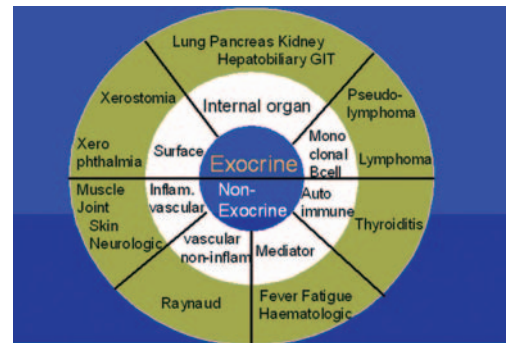 Lung Pancreas Kidney
Hepatobiliary GIT
Xerostomia
Internal organ
Pseudo-
lymphoma
Xero
phthalmia
Surface
Exocrine
Mono
clonal
Bcell
Lymphoma
Muscle
Joint
Skin
Neurologic
Inflam.
vascular
Non-
Exocrine
Auto
immune
Thyroiditis
vascular
non-inflam
Mediator
Raynaud
Fever Fatigue
Haematologic